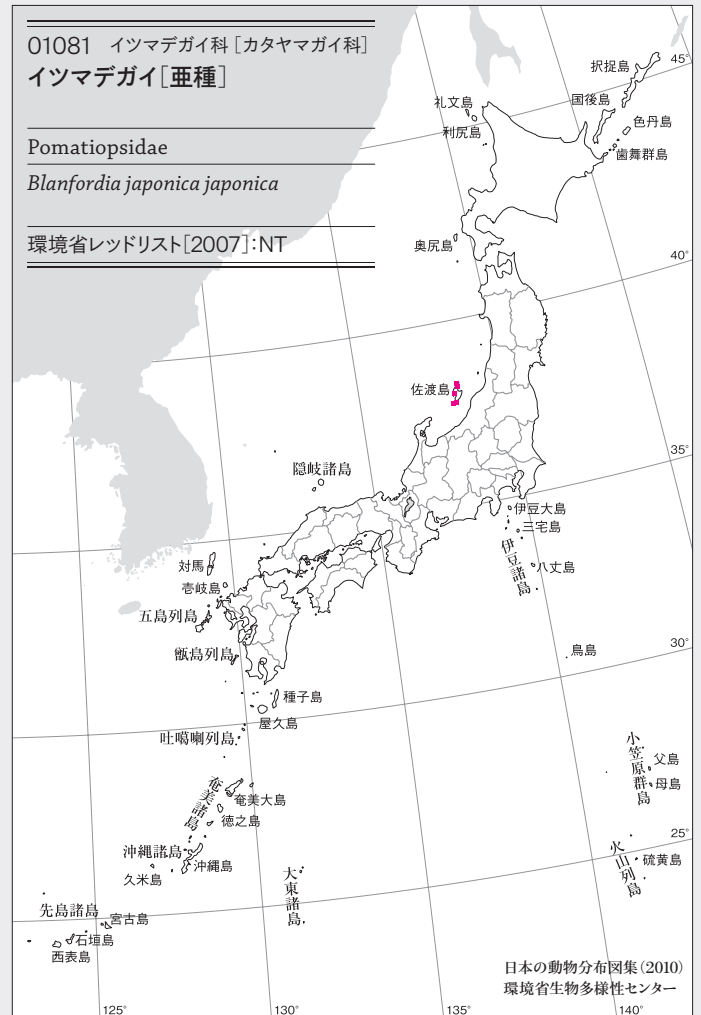 01081 イツマデガイ科［カタヤマガイ科］
イツマデガイ［亜種］
Pomatiopsidae
Blanfordia japonica japonica
環境省レッドリスト［2007］：NT
45°
択捉島
礼文島
国後島
利尻島
色丹島
歯舞群島
奥尻島
40°
佐渡島
35°
隠岐諸島
伊豆大島
三宅島
伊豆諸島
八丈島
対馬
壱岐島
五島列島
甑島列島
鳥島
30°
種子島
屋久島
吐噶喇列島
小笠原群島
父島
母島
奄美諸島
奄美大島
徳之島
25°
沖縄諸島
沖縄島
久米島
火山列島
硫黄島
大東諸島
先島諸島
宮古島
石垣島
西表島
日本の動物分布図集（2010）
環境省生物多様性センター
125°
130°
135°
140°